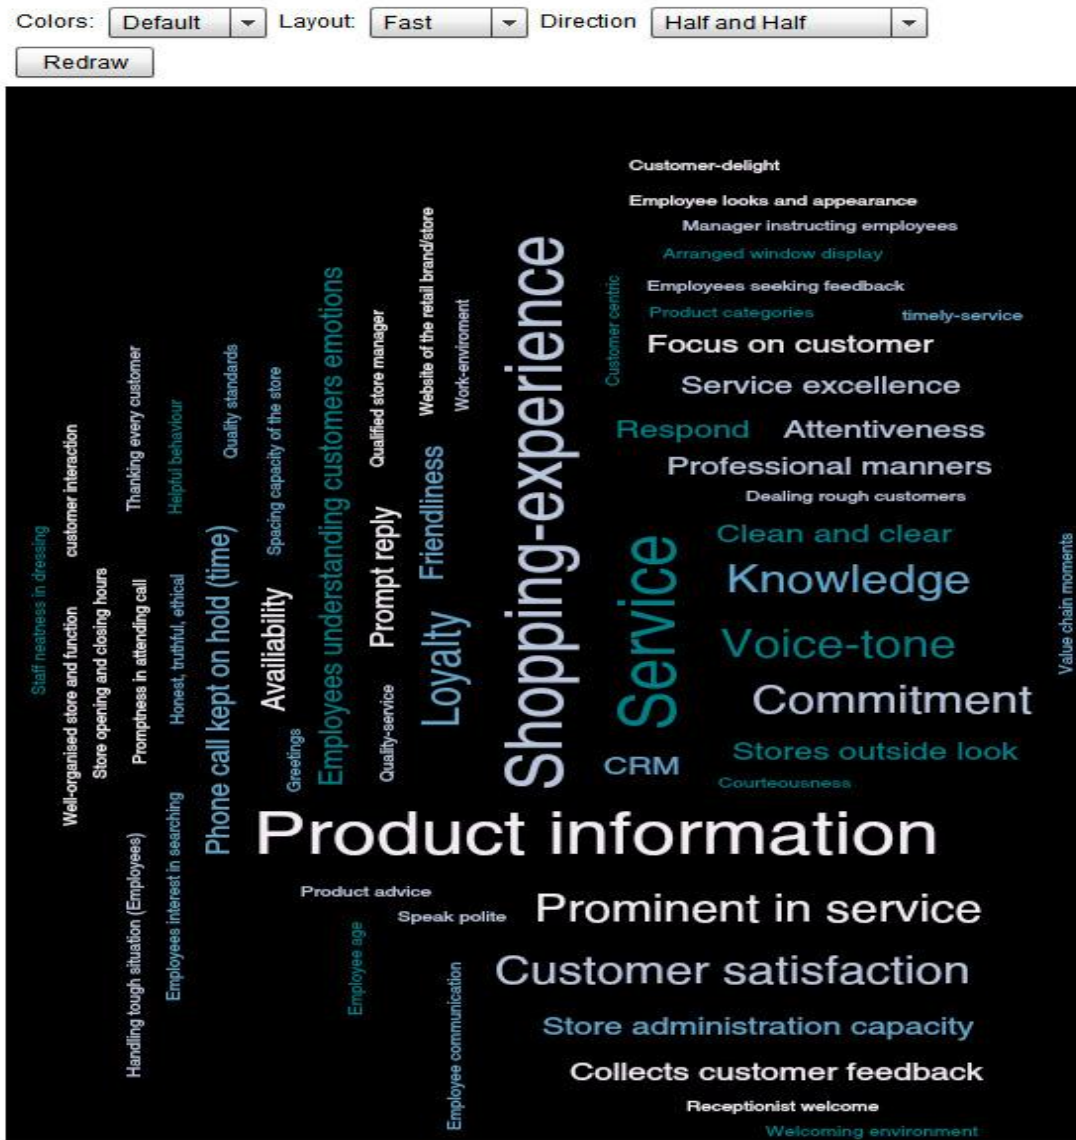 Colors: Default Layout: Fast Direction Half and Half
Redraw
Customer-delight
Employee looks and appearance
Manager instructing employees
Arranged window display
Employees seeking feedback
Product categories
timely-service
Customer centric
Focus on customer
Service excellence
Respond
Attentiveness
Professional manners
Dealing rough customers
Clean and clear
Knowledge
Voice-tone
Commitment
Stores outside look
Courteousness
Value chain moments
CRM
Service
Shopping-experience
Website of the retail brand/store
Work-enviroment
Friendliness
Loyalty
Qualified store manager
Prompt reply
Quality-service
Employees understanding customers emotions
Spacing capacity of the store
Availiability
Greetings
Quality standards
Phone call kept on hold (time)
Helpful behaviour
Honest, truthful, ethical
Employees interest in searching
Thanking every customer
Promptness in attending call
Handling tough situation (Employees)
Store opening and closing hours
customer interaction
Well-organised store and function
Staff neatness in dressing
Product information
Product advice
Speak polite
Prominent in service
Employee age
Customer satisfaction
Employee communication
Store administration capacity
Collects customer feedback
Receptionist welcome
Welcoming environment